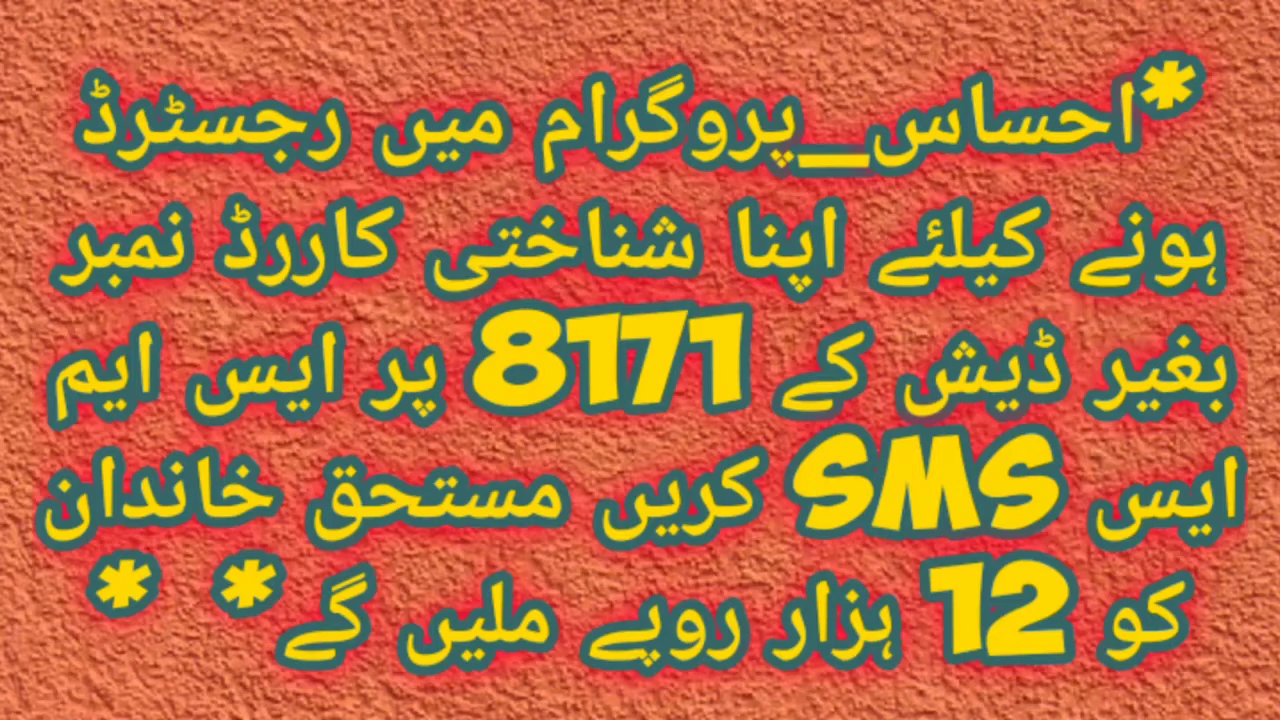 *احساس_پروگرام میں رجسٹرڈ
ہونے کیلئے اپنا شناختی کاررڈ نمبر
بغیر ڈیش کے 8171 پر ایس ایم
ایس SMS کریں مستحق خاندان
کو 12 ہزار روپے ملیں گے* *